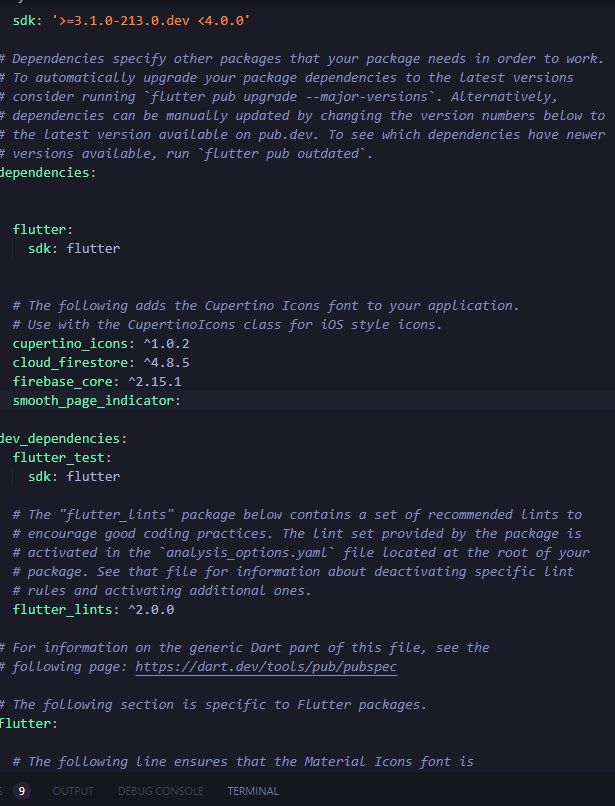 sdk: '>=3.1.0-213.0.dev <4.0.0'
# Dependencies specify other packages that your package needs in order to work.
# To automatically upgrade your package dependencies to the latest versions
# consider running `flutter pub upgrade --major-versions`. Alternatively,
# dependencies can be manually updated by changing the version numbers below to
# the latest version available on pub.dev. To see which dependencies have newer
# versions available, run `flutter pub outdated`.
dependencies:
flutter:
sdk: flutter
# The following adds the Cupertino Icons font to your application.
# Use with the CupertinoIcons class for iOS style icons.
cupertino_icons: ^1.0.2
cloud_firestore: ^4.8.5
firebase_core: ^2.15.1
smooth_page_indicator:
dev_dependencies:
flutter_test:
sdk: flutter
# The "flutter_lints" package below contains a set of recommended lints to
# encourage good coding practices. The lint set provided by the package is
# activated in the `analysis_options.yaml` file located at the root of your
# package. See that file for information about deactivating specific lint
# rules and activating additional ones.
flutter_lints: ^2.0.0
# For information on the generic Dart part of this file, see the
# following page: https://dart.dev/tools/pub/pubspec
# The following section is specific to Flutter packages.
flutter:
# The following line ensures that the Material Icons font is
9 OUTPUT DEBUG CONSOLE TERMINAL